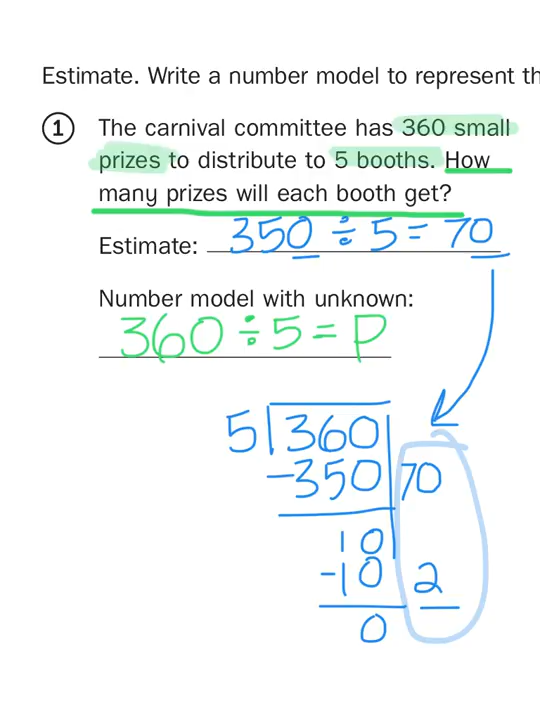 Estimate. Write a number model to represent th
1 The carnival committee has 360 small
prizes to distribute to 5 booths. How
many prizes will each booth get?
Estimate: 350 ÷ 5 = 70
Number model with unknown:
360 ÷ 5 = P
5 360
-350 70
10
-10 2
0